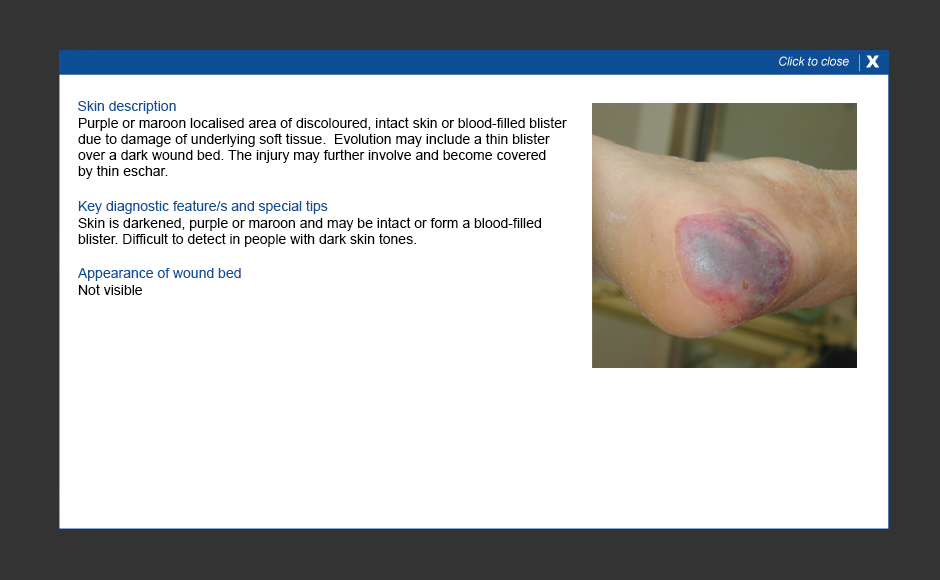 Click to close X
Skin description
Purple or maroon localised area of discoloured, intact skin or blood-filled blister
due to damage of underlying soft tissue.  Evolution may include a thin blister
over a dark wound bed. The injury may further involve and become covered
by thin eschar.
Key diagnostic feature/s and special tips
Skin is darkened, purple or maroon and may be intact or form a blood-filled
blister. Difficult to detect in people with dark skin tones.
Appearance of wound bed
Not visible